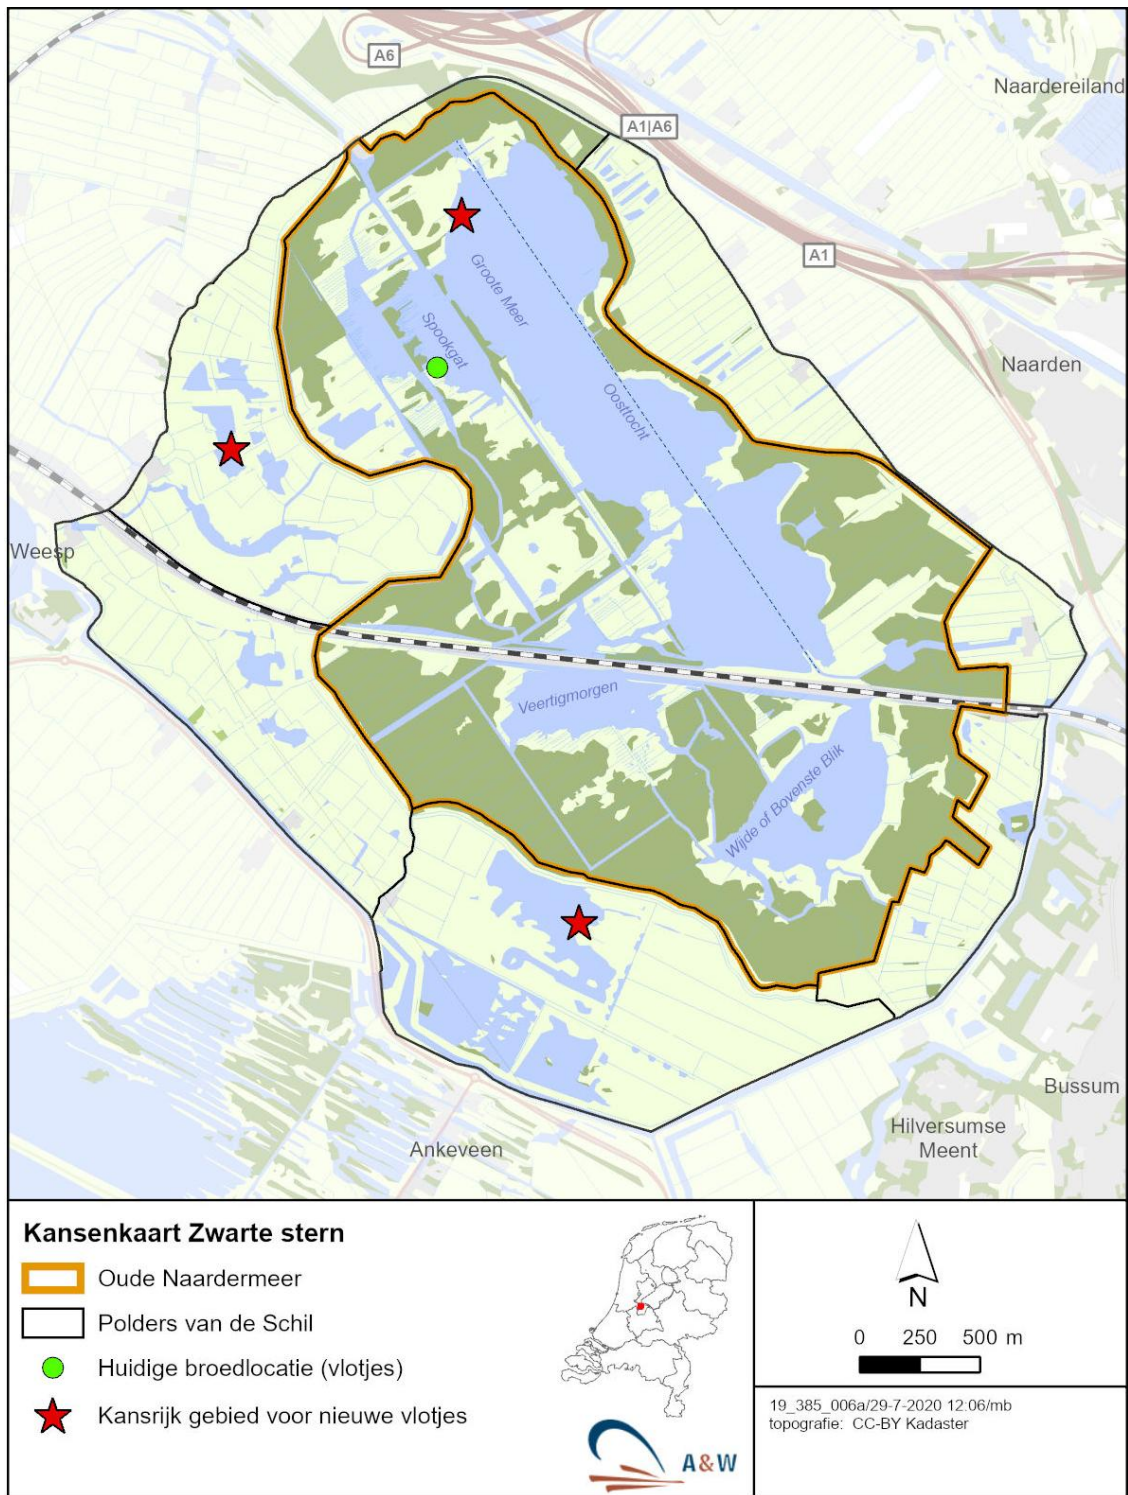 A6
Naardereiland
A1|A6
A1
Groote Meer
Spookgat
Naarden
Oosttocht
Weesp
Veertigmorgen
Wijde of Bovenste Blik
Bussum
Hilversumse
Meent
Ankeveen
Kansenkaart Zwarte stern
Oude Naardermeer
Polders van de Schil
Huidige broedlocatie (vlotjes)
Kansrijk gebied voor nieuwe vlotjes
A&W
N
0 250 500 m
19_385_006a/29-7-2020 12:06/mb
topografie: CC-BY Kadaster